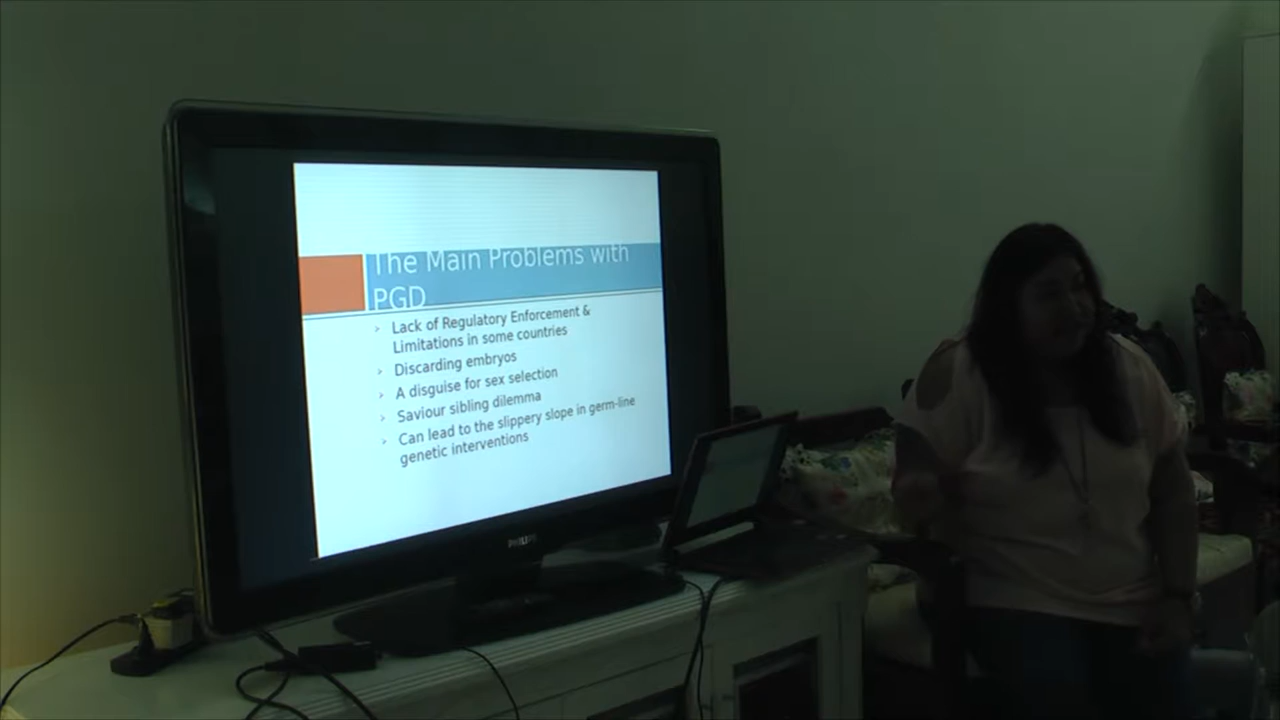 The Main Problems with
PGD
Lack of Regulatory Enforcement &
Limitations in some countries
Discarding embryos
A disguise for sex selection
Saviour sibling dilemma
Can lead to the slippery slope in germ-line
genetic interventions
PHILIPS